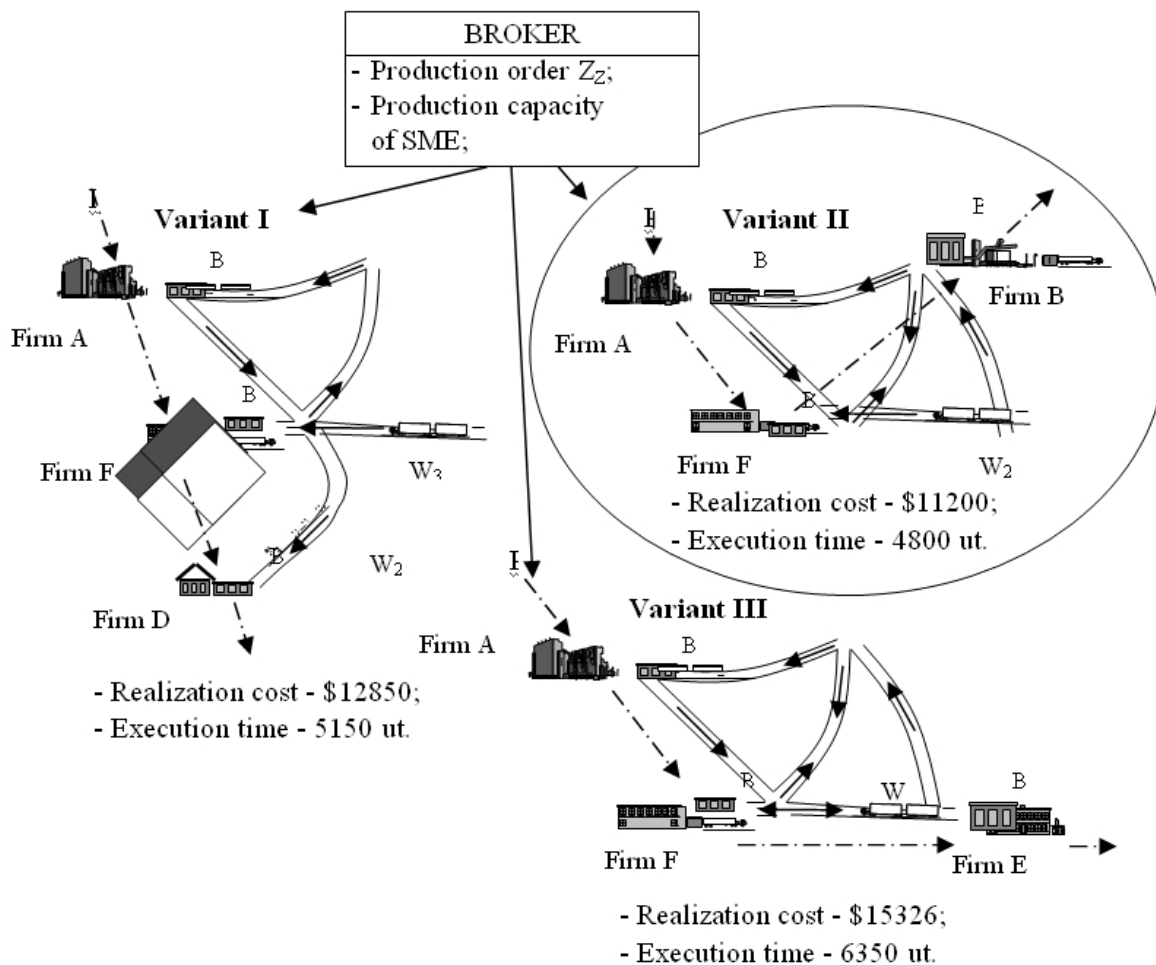 BROKER
- Production order Z_Z;
- Production capacity
of SME;
Variant I
B
Firm A
B
Firm F
W₃
B
W₂
Firm D
- Realization cost - $12850;
- Execution time - 5150 ut.
Variant II
B
B
Firm B
Firm A
B
Firm F
W₂
- Realization cost - $11200;
- Execution time - 4800 ut.
Variant III
B
Firm A
B
W
B
Firm F
Firm E
- Realization cost - $15326;
- Execution time - 6350 ut.